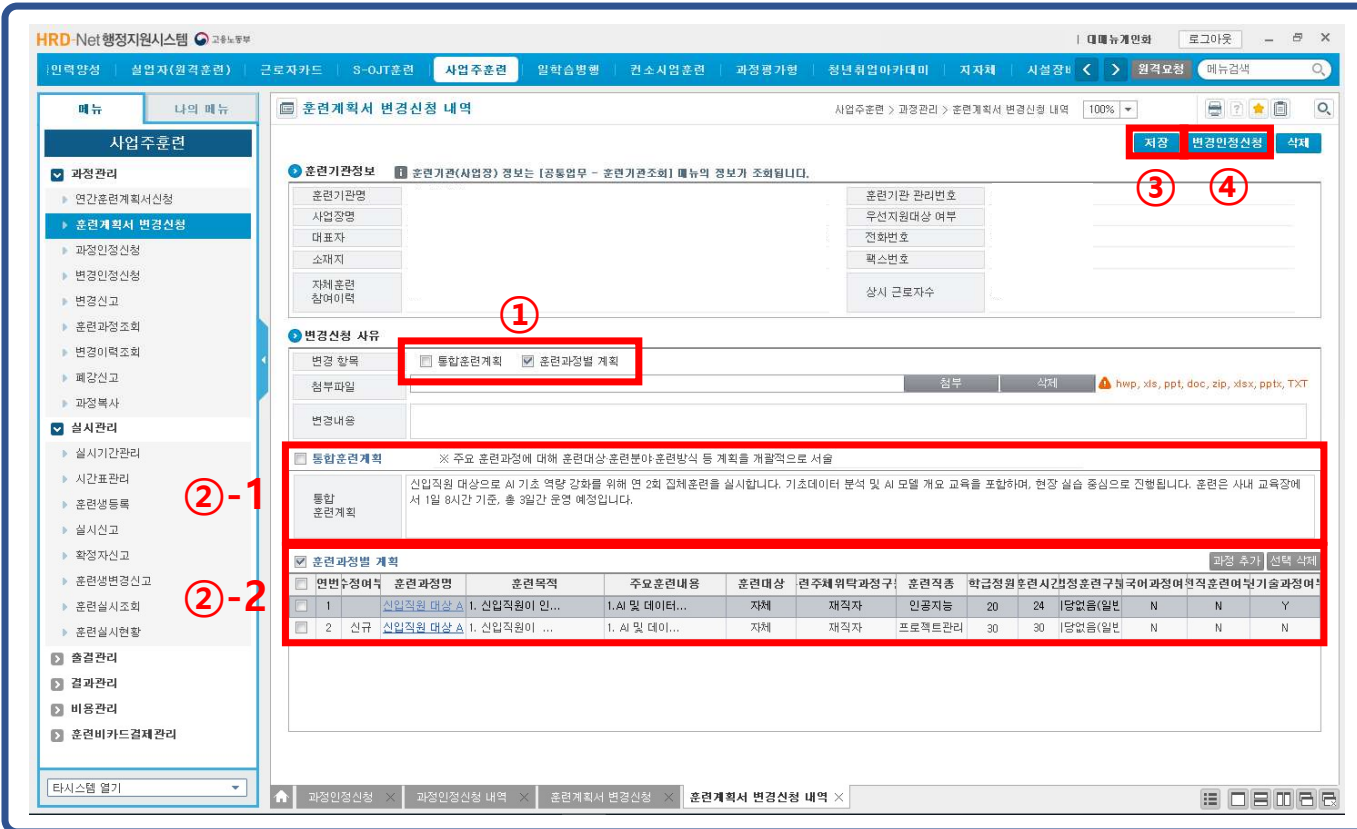 HRD-Net 행정지원시스템 고용노동부
대메뉴개인화 로그아웃
인력양성 실업자(원격훈련) 근로자카드 S-OJT훈련 사업주훈련 일학습병행 컨소사업훈련 과정평가형 청년취업아카데미 지자체 시설장비 원격요청 메뉴검색
메뉴 나의 메뉴
사업주훈련
과정관리
연간훈련계획서신청
훈련계획서 변경신청
과정인정신청
변경인정신청
변경신고
훈련과정조회
변경이력조회
폐강신고
과정복사
실시관리
실시기간관리
시간표관리
훈련생등록
실시신고
확정자신고
훈련생변경신고
훈련실시조회
훈련실시현황
출결관리
결과관리
비용관리
훈련비카드결제관리
타시스템 열기
훈련계획서 변경신청 내역
사업주훈련 > 과정관리 > 훈련계획서 변경신청 내역 100%
저장 변경인정신청 삭제
③ ④
훈련기관정보 훈련기관(사업장) 정보는 [공통업무 - 훈련기관조회] 메뉴의 정보가 조회됩니다.
훈련기관명 훈련기관 관리번호
사업장명 우선지원대상 여부
대표자 전화번호
소재지 팩스번호
자체훈련 참여이력 상시 근로자수
①
변경신청 사유
변경 항목 통합훈련계획 훈련과정별 계획
첨부파일 첨부 삭제 hwp, xls, ppt, doc, zip, xlsx, pptx, TXT
변경내용
②-1
통합훈련계획 ※ 주요 훈련과정에 대해 훈련대상·훈련분야·훈련방식 등 계획을 개괄적으로 서술
통합 훈련계획
신입직원 대상으로 AI 기초 역량 강화를 위해 연 2회 집체훈련을 실시합니다. 기초데이터 분석 및 AI 모델 개요 교육을 포함하며, 현장 실습 중심으로 진행됩니다. 훈련은 사내 교육장에
서 1일 8시간 기준, 총 3일간 운영 예정입니다.
②-2
훈련과정별 계획 과정 추가 선택 삭제
연번 수정여부 훈련과정명 훈련목적 주요훈련내용 훈련대상 련주체위탁과정구 훈련직종 학급정원 훈련시간 법정훈련구분 국어과정여 직훈련여부 기술과정여부
1 신입직원 대상 A 1. 신입직원이 인... 1.AI 및 데이터... 자체 재직자 인공지능 20 24 당없음(일반 N N Y
2 신규 신입직원 대상 A 1. 신입직원이 ... 1. AI 및 데이... 자체 재직자 프로젝트관리 30 30 당없음(일반 N N N
과정인정신청 과정인정신청 내역 훈련계획서 변경신청 훈련계획서 변경신청 내역